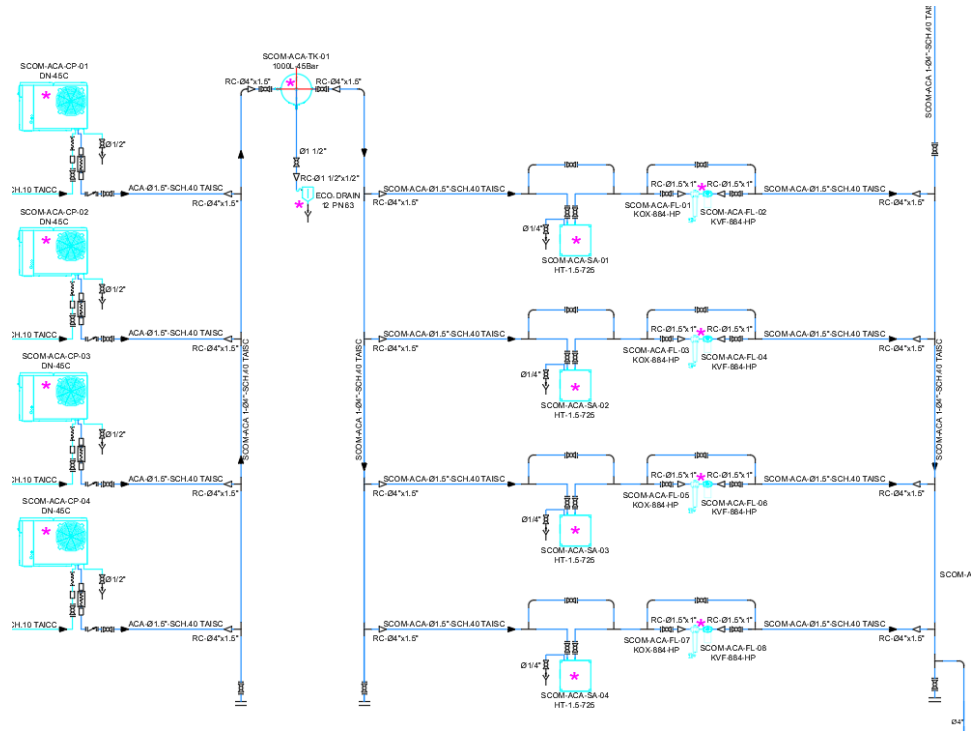 SCOM-ACA-CP-01
DN-45C
Ø1/2"
CH.10 TAICC
ACA-Ø1.5"-SCH.40 TAISC
RC-Ø4"x1.5"
SCOM-ACA-CP-02
DN-45C
Ø1/2"
CH.10 TAICC
ACA-Ø1.5"-SCH.40 TAISC
RC-Ø4"x1.5"
SCOM-ACA-CP-03
DN-45C
Ø1/2"
CH.10 TAICC
ACA-Ø1.5"-SCH.40 TAISC
RC-Ø4"x1.5"
SCOM-ACA-CP-04
DN-45C
Ø1/2"
CH.10 TAICC
ACA-Ø1.5"-SCH.40 TAISC
RC-Ø4"x1.5"
SCOM-ACA 1-Ø4"-SCH.40 TAISC
SCOM-ACA-TK-01
1000L-45Bar
RC-Ø4"x1.5"
RC-Ø4"x1.5"
Ø1 1/2"
RC-Ø1 1/2"x1/2"
ECO.DRAIN
12 PN63
SCOM-ACA 1-Ø4"-SCH.40 TAISC
SCOM-ACA-Ø1.5"-SCH.40 TAISC
RC-Ø4"x1.5"
Ø1/4"
SCOM-ACA-SA-01
HT-1.5-725
RC-Ø1.5"x1"
RC-Ø1.5"x1"
SCOM-ACA-FL-01
KOX-884-HP
SCOM-ACA-FL-02
KVF-884-HP
SCOM-ACA-Ø1.5"-SCH.40 TAISC
RC-Ø4"x1.5"
SCOM-ACA-Ø1.5"-SCH.40 TAISC
RC-Ø4"x1.5"
Ø1/4"
SCOM-ACA-SA-02
HT-1.5-725
RC-Ø1.5"x1"
RC-Ø1.5"x1"
SCOM-ACA-FL-03
KOX-884-HP
SCOM-ACA-FL-04
KVF-884-HP
SCOM-ACA-Ø1.5"-SCH.40 TAISC
RC-Ø4"x1.5"
SCOM-ACA-Ø1.5"-SCH.40 TAISC
RC-Ø4"x1.5"
Ø1/4"
SCOM-ACA-SA-03
HT-1.5-725
RC-Ø1.5"x1"
RC-Ø1.5"x1"
SCOM-ACA-FL-05
KOX-884-HP
SCOM-ACA-FL-06
KVF-884-HP
SCOM-ACA-Ø1.5"-SCH.40 TAISC
RC-Ø4"x1.5"
SCOM-ACA-Ø1.5"-SCH.40 TAISC
RC-Ø4"x1.5"
Ø1/4"
SCOM-ACA-SA-04
HT-1.5-725
RC-Ø1.5"x1"
RC-Ø1.5"x1"
SCOM-ACA-FL-07
KOX-884-HP
SCOM-ACA-FL-08
KVF-884-HP
SCOM-ACA-Ø1.5"-SCH.40 TAISC
RC-Ø4"x1.5"
SCOM-ACA 1-Ø4"-SCH.40 TAIS
SCOM-ACA 1-Ø4"-SCH.40 TAISC
SCOM-A
Ø4"